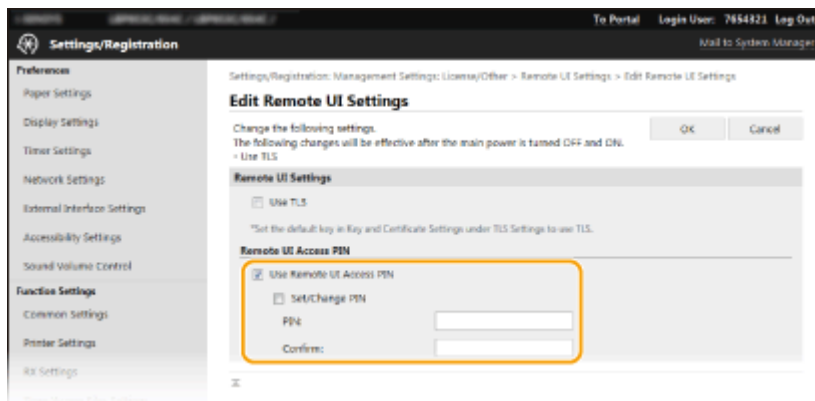 To Portal Login User: 7654321 Log Out
Settings/Registration
Mail to System Manager
Preferences
Paper Settings
Display Settings
Timer Settings
Network Settings
External Interface Settings
Accessibility Settings
Sound Volume Control
Function Settings
Common Settings
Printer Settings
RX Settings
Settings/Registration: Management Settings: License/Other > Remote UI Settings > Edit Remote UI Settings
Edit Remote UI Settings
Change the following settings.
The following changes will be effective after the main power is turned OFF and ON.
- Use TLS
OK Cancel
Remote UI Settings
Use TLS
*Set the default key in Key and Certificate Settings under TLS Settings to use TLS.
Remote UI Access PIN
Use Remote UI Access PIN
Set/Change PIN
PIN:
Confirm: